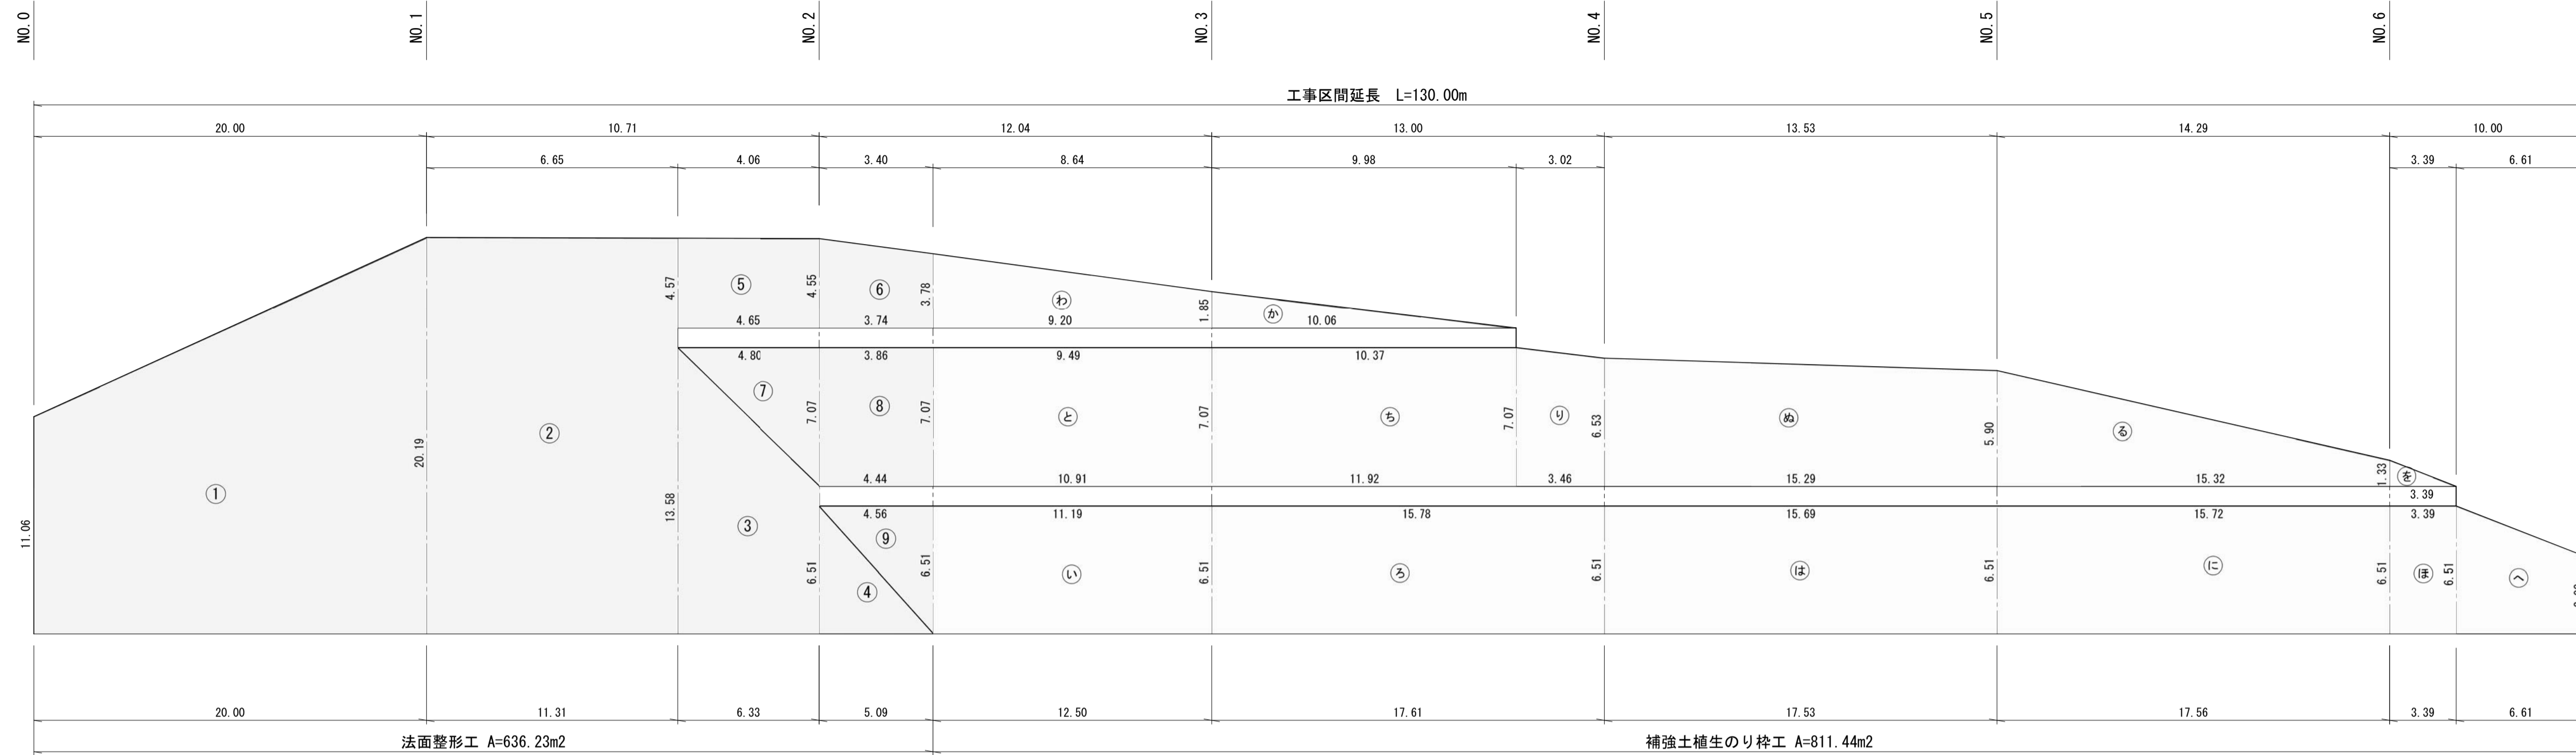 NO.0 NO.1 NO.2 NO.3 NO.4 NO.5 NO.6
工事区間延長 L=130.00m
20.00 10.71 12.04 13.00 13.53 14.29 10.00
6.65 4.06 3.40 8.64 9.98 3.02 3.39 6.61
4.57 ⑤ 4.55 ⑥ 3.78 わ 1.85 か
4.65 3.74 9.20 10.06
4.80 3.86 9.49 10.37
② 20.19 ⑦ 7.07 ⑧ 7.07 と 7.07 ち 7.07 り 6.53 ぬ 5.90 る 1.33 を
4.44 10.91 11.92 3.46 15.29 15.32 3.39
4.56 11.19 15.78 15.69 15.72 3.39
11.06 ① 13.58 ③ 6.51 ④ ⑨ 6.51 い 6.51 ろ 6.51 は 6.51 に 6.51 ほ 6.51 へ
20.00 11.31 6.33 5.09 12.50 17.61 17.53 17.56 3.39 6.61
法面整形工 A=636.23m2 補強土植生のり枠工 A=811.44m2